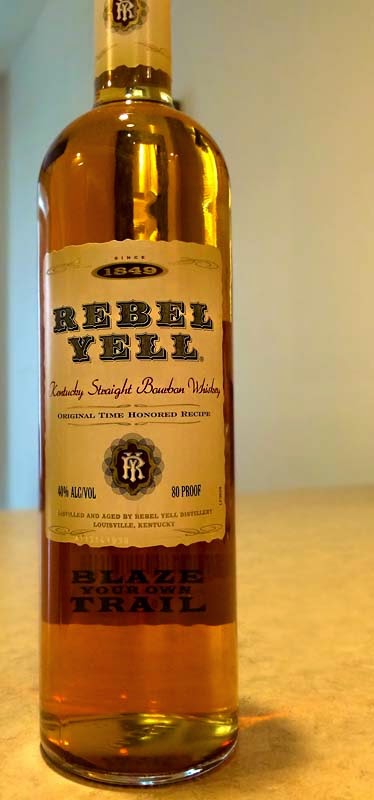 SINCE
1849
REBEL
YELL®
Kentucky Straight Bourbon Whiskey
ORIGINAL TIME HONORED RECIPE
40% ALC/VOL 80 PROOF
DISTILLED AND AGED BY REBEL YELL DISTILLERY
LOUISVILLE, KENTUCKY
BLAZE
YOUR OWN
TRAIL